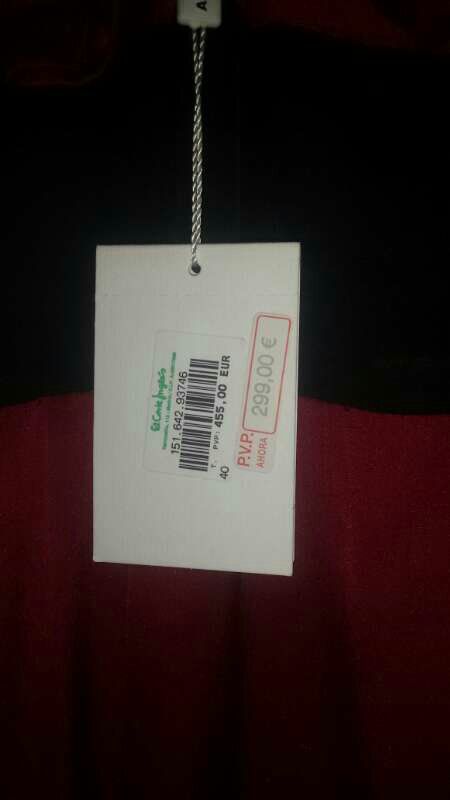 A
El Corte Inglés
151.642.93746
PVP: 455,00 EUR
T. 40
P.V.P. 299,00 €
AHORA